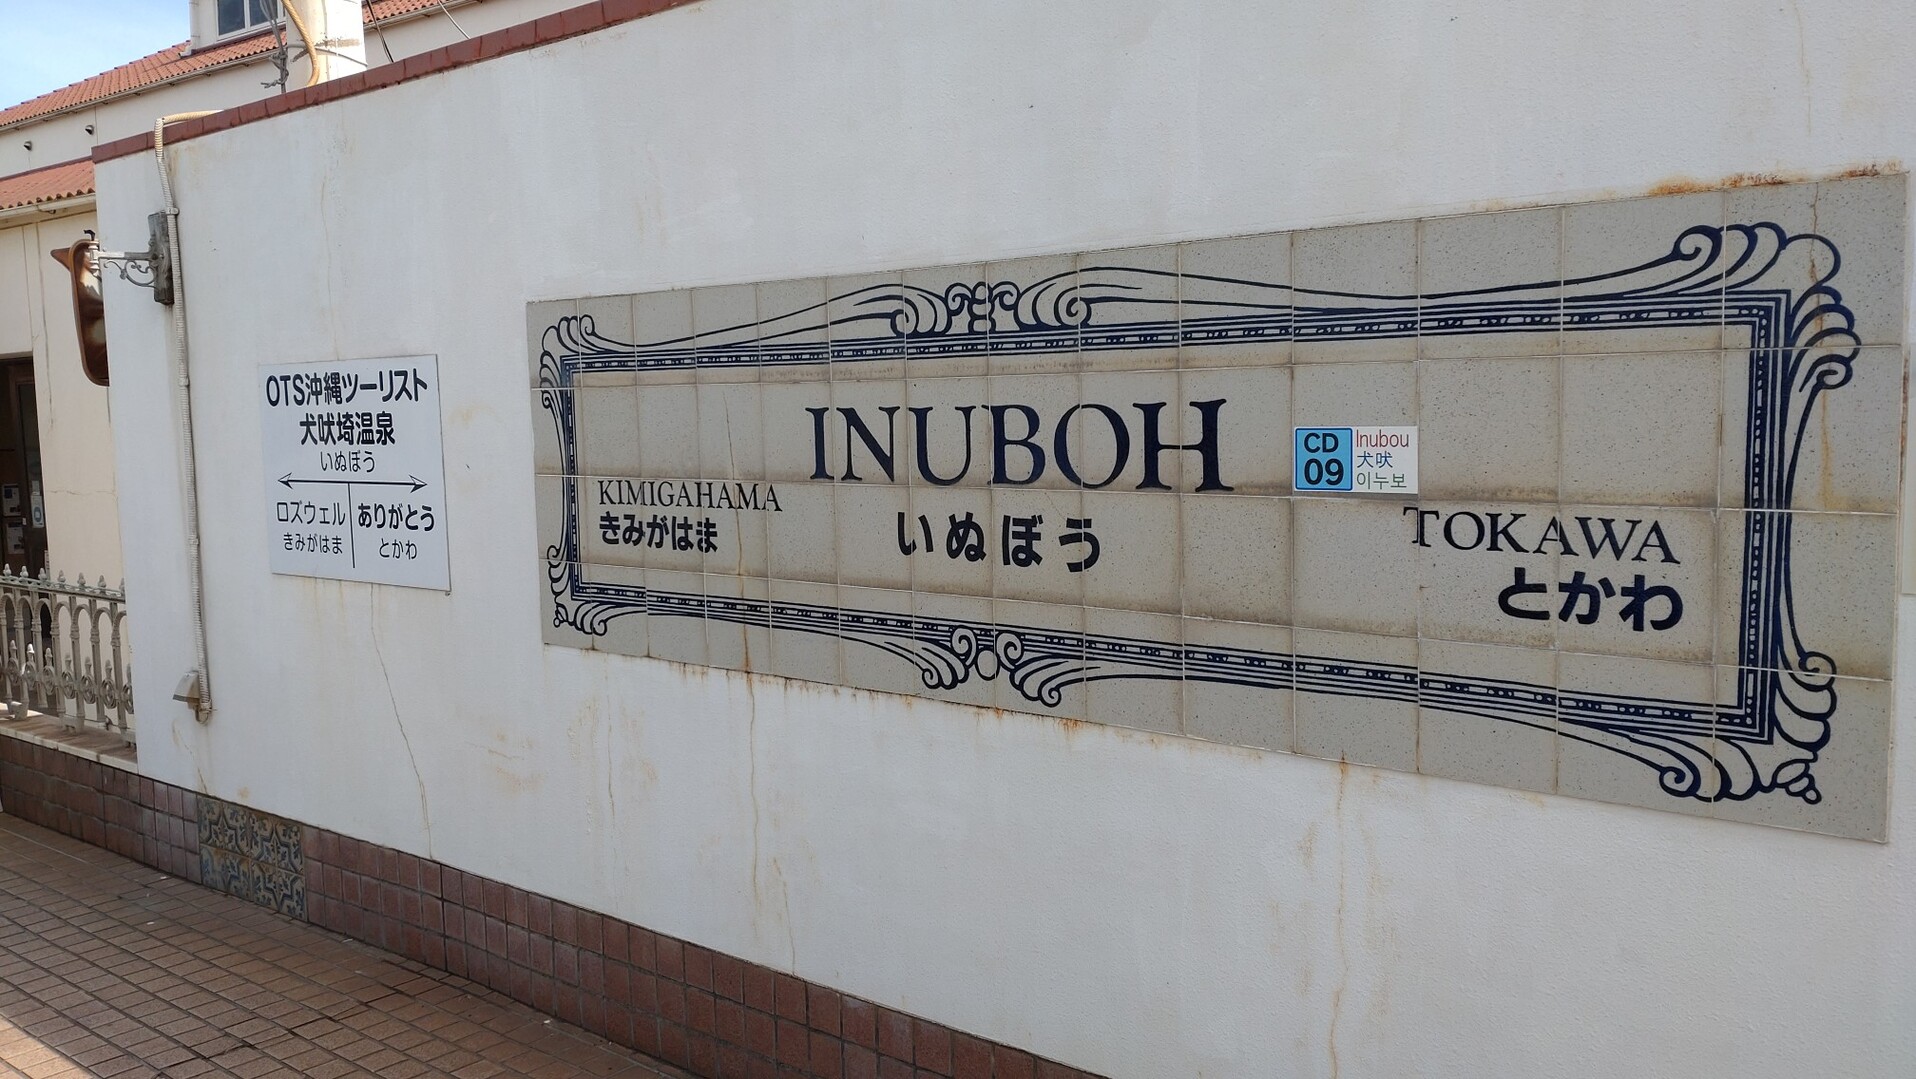 OTS沖縄ツーリスト
犬吠埼温泉
いぬぼう
ロズウェル
きみがはま
ありがとう
とかわ
INUBOH
いぬぼう
KIMIGAHAMA
きみがはま
CD
09
Inubou
犬吠
이누보
TOKAWA
とかわ